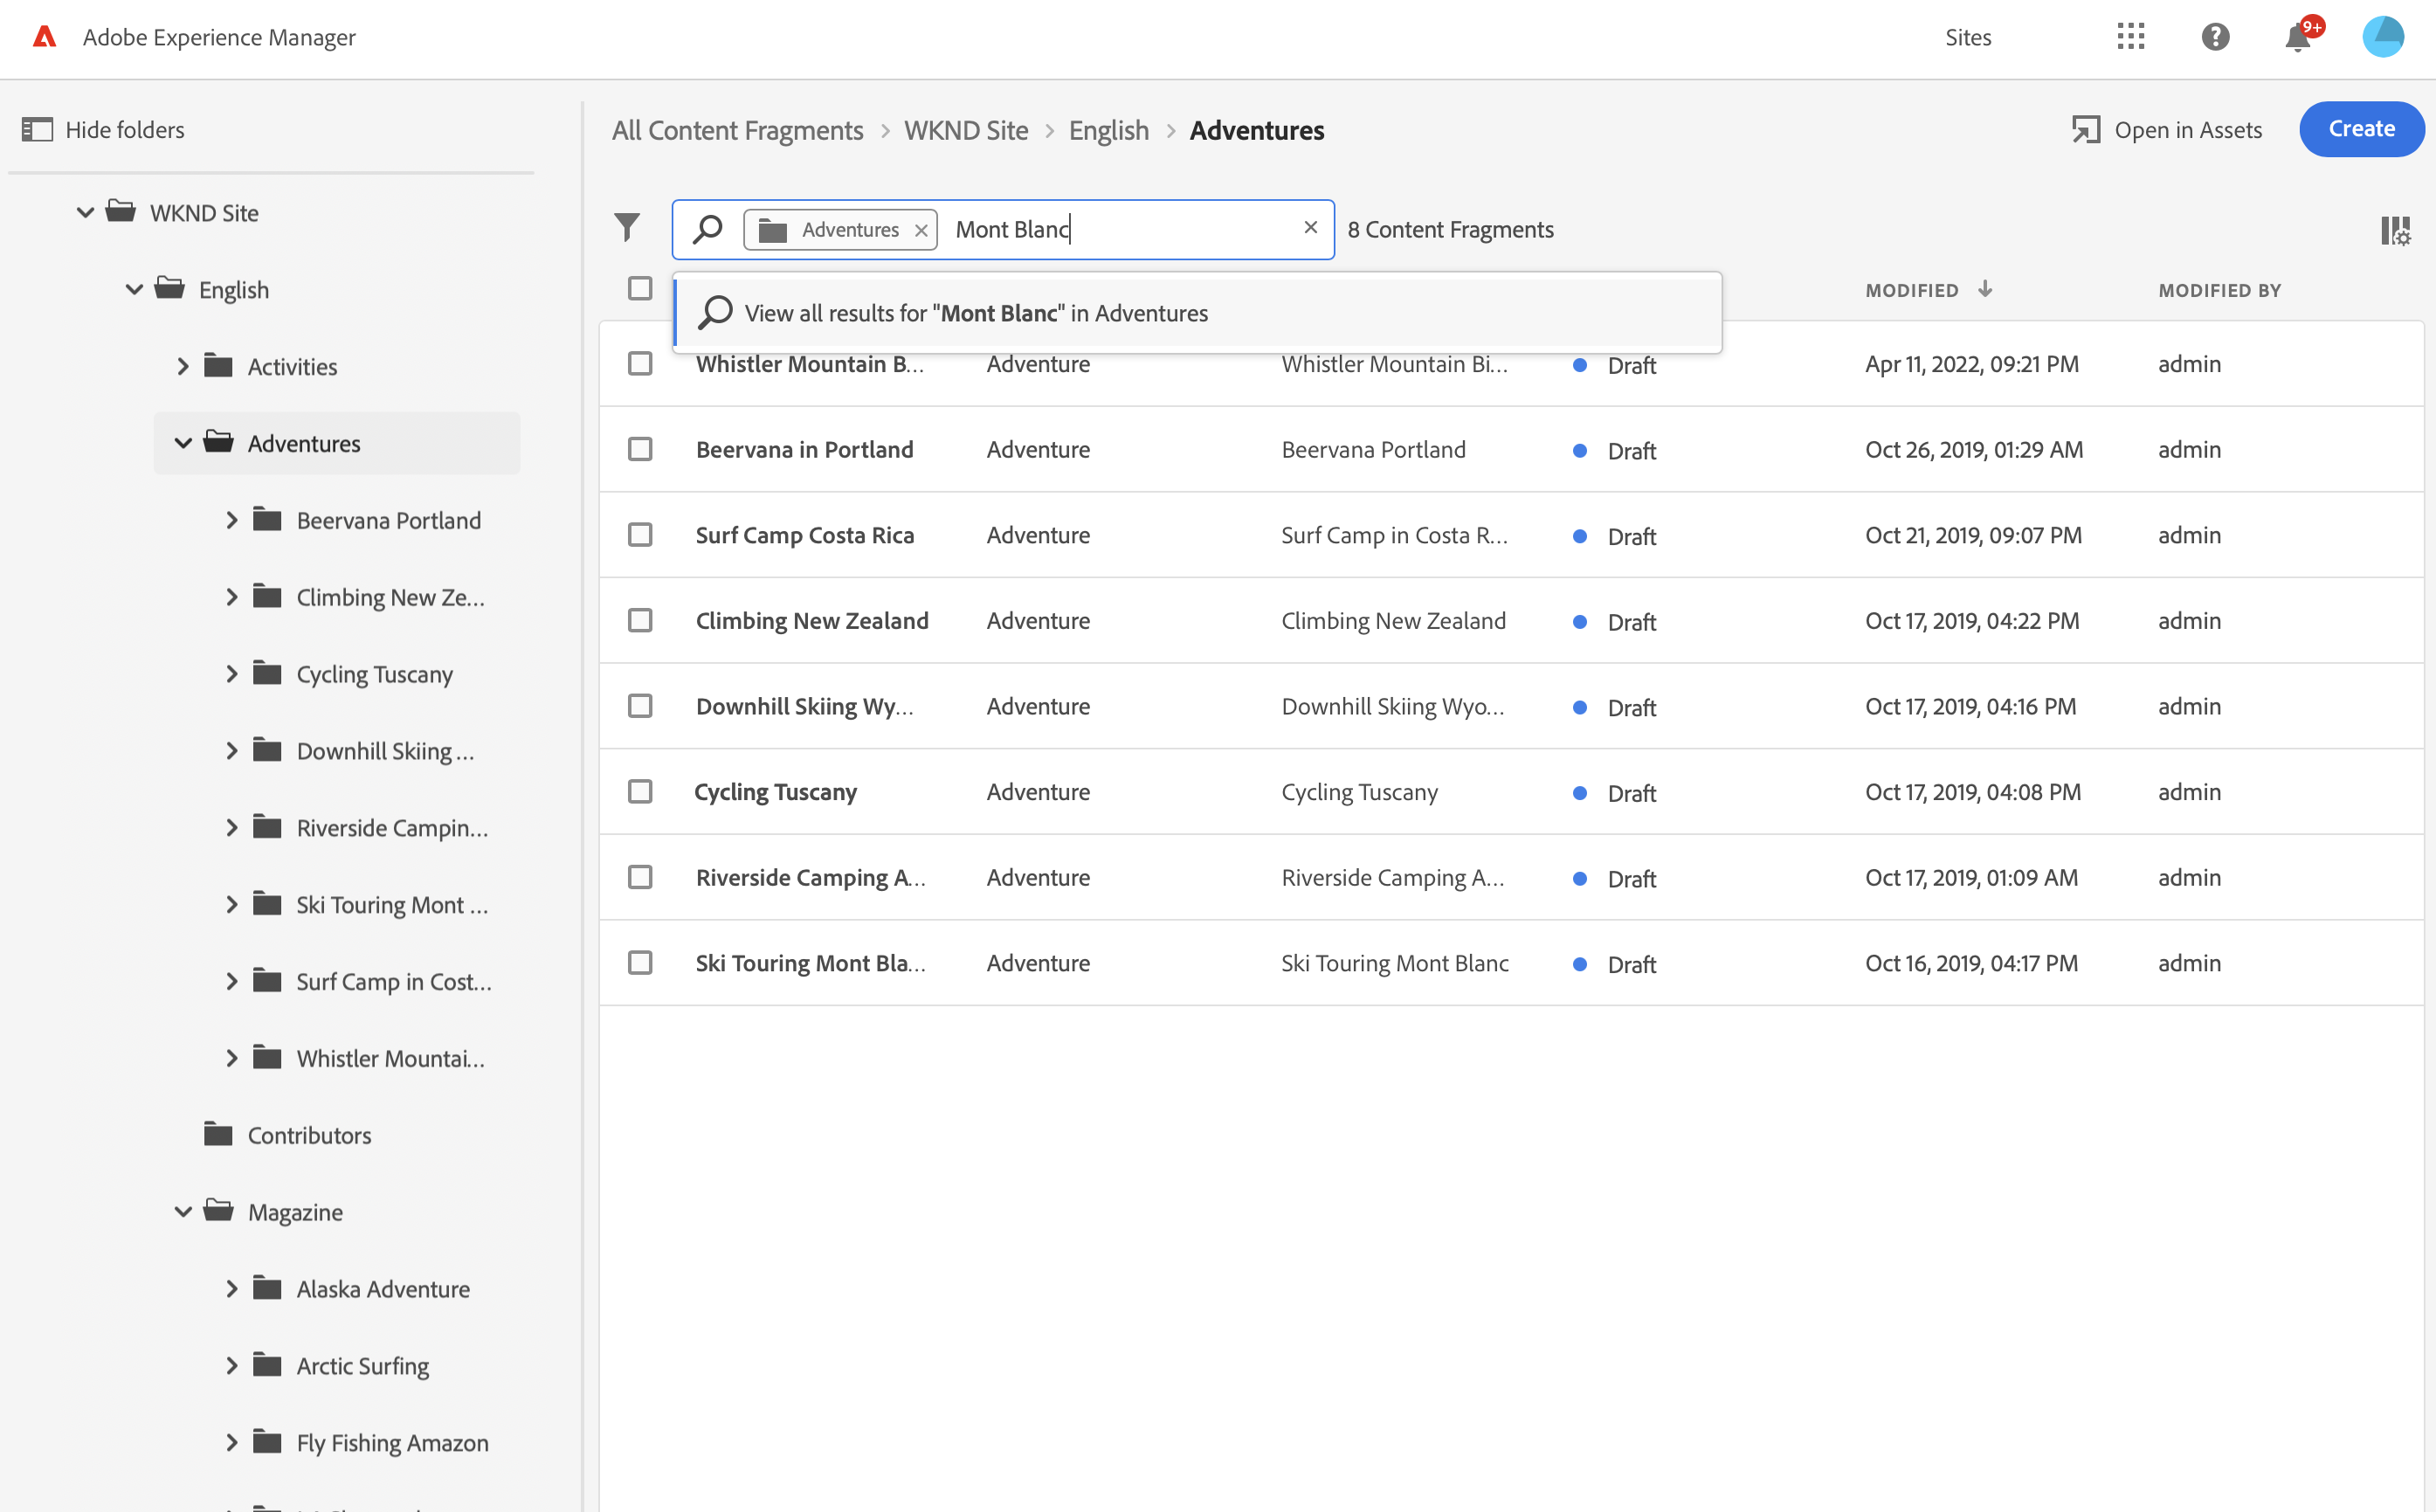 Adobe Experience Manager
Sites
9+
Hide folders
WKND Site
English
Activities
Adventures
Beervana Portland
Climbing New Ze...
Cycling Tuscany
Downhill Skiing ...
Riverside Campin...
Ski Touring Mont ...
Surf Camp in Cost...
Whistler Mountai...
Contributors
Magazine
Alaska Adventure
Arctic Surfing
Fly Fishing Amazon
All Content Fragments > WKND Site > English > Adventures
Open in Assets
Create
Adventures × Mont Blanc
8 Content Fragments
View all results for "Mont Blanc" in Adventures
MODIFIED
MODIFIED BY
Whistler Mountain B... Adventure Whistler Mountain Bi... Draft Apr 11, 2022, 09:21 PM admin
Beervana in Portland Adventure Beervana Portland Draft Oct 26, 2019, 01:29 AM admin
Surf Camp Costa Rica Adventure Surf Camp in Costa R... Draft Oct 21, 2019, 09:07 PM admin
Climbing New Zealand Adventure Climbing New Zealand Draft Oct 17, 2019, 04:22 PM admin
Downhill Skiing Wy... Adventure Downhill Skiing Wyo... Draft Oct 17, 2019, 04:16 PM admin
Cycling Tuscany Adventure Cycling Tuscany Draft Oct 17, 2019, 04:08 PM admin
Riverside Camping A... Adventure Riverside Camping A... Draft Oct 17, 2019, 01:09 AM admin
Ski Touring Mont Bla... Adventure Ski Touring Mont Blanc Draft Oct 16, 2019, 04:17 PM admin